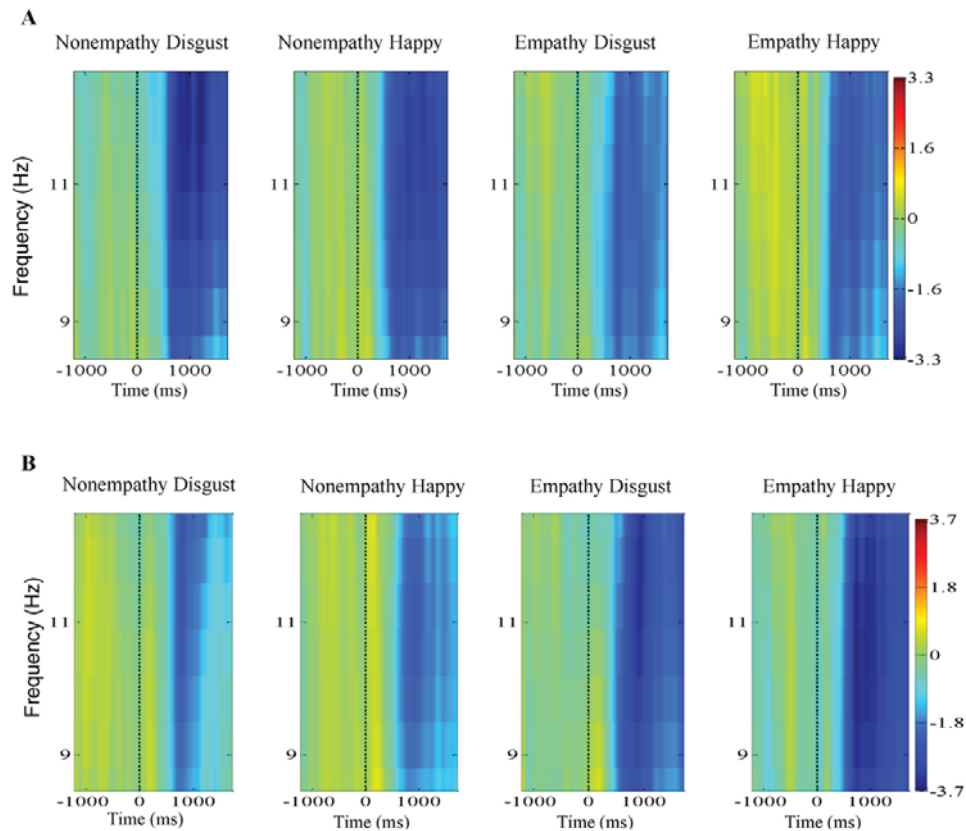 A
Nonempathy Disgust Nonempathy Happy Empathy Disgust Empathy Happy
Frequency (Hz)
11 11 11 11
9 9 9 9
3.3
1.6
0
-1.6
-3.3
-1000 0 1000 -1000 0 1000 -1000 0 1000 -1000 0 1000
Time (ms) Time (ms) Time (ms) Time (ms)
B
Nonempathy Disgust Nonempathy Happy Empathy Disgust Empathy Happy
Frequency (Hz)
11 11 11 11
9 9 9 9
3.7
1.8
0
-1.8
-3.7
-1000 0 1000 -1000 0 1000 -1000 0 1000 -1000 0 1000
Time (ms) Time (ms) Time (ms) Time (ms)